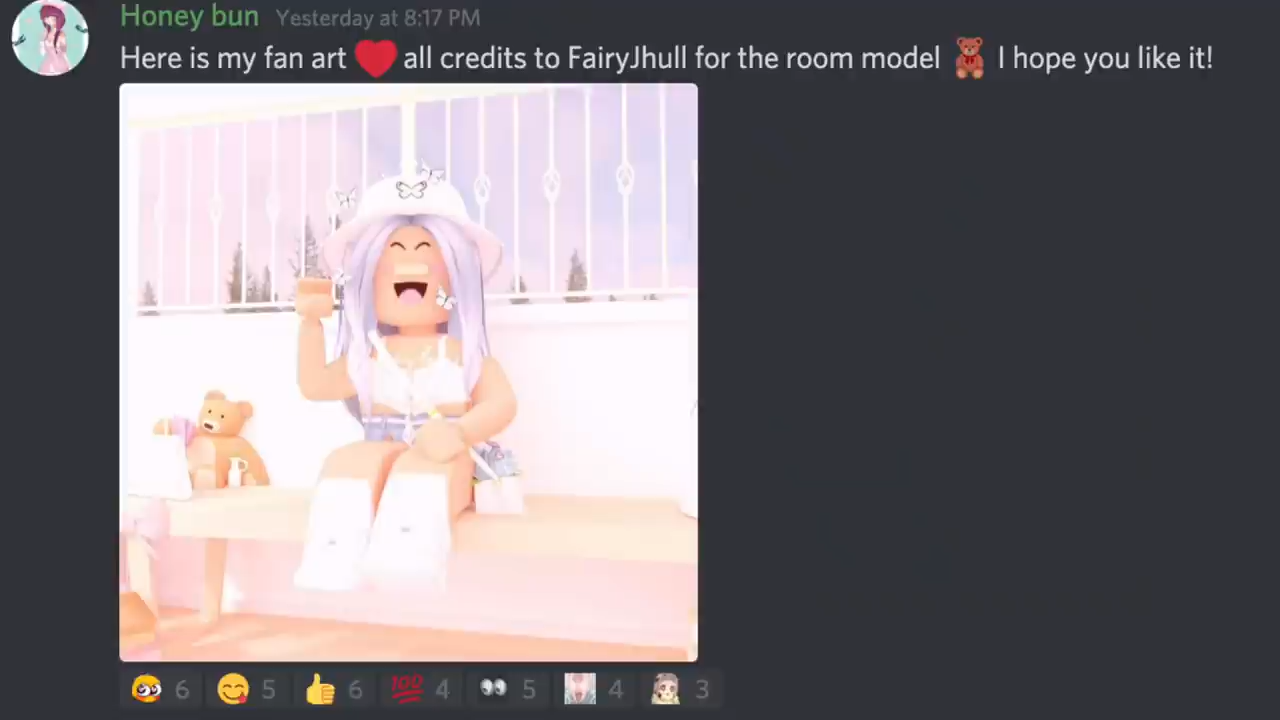 Honey bun Yesterday at 8:17 PM
Here is my fan art ❤️ all credits to FairyJhull for the room model 🧸 I hope you like it!
6 5 6 💯 4 5 4 3